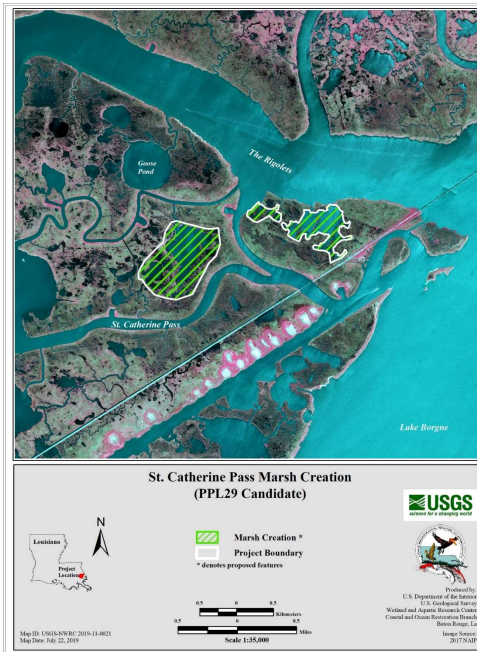 The Rigolets
Goose
Pond
St. Catherine Pass
Lake Borgne
St. Catherine Pass Marsh Creation
(PPL29 Candidate)
USGS
science for a changing world
N
Louisiana
Project
Location
Marsh Creation *
Project Boundary
* denotes proposed features
0.5 0 0.5
Kilometers
0.5 0 0.5
Miles
Scale 1:35,000
Map ID: USGS-NWRC 2019-11-0021
Map Date: July 22, 2019
Produced by:
U.S. Department of the Interior
U.S. Geological Survey
Wetland and Aquatic Research Center
Coastal and Ocean Restoration Branch
Baton Rouge, La
Image Source:
2017 NAIP